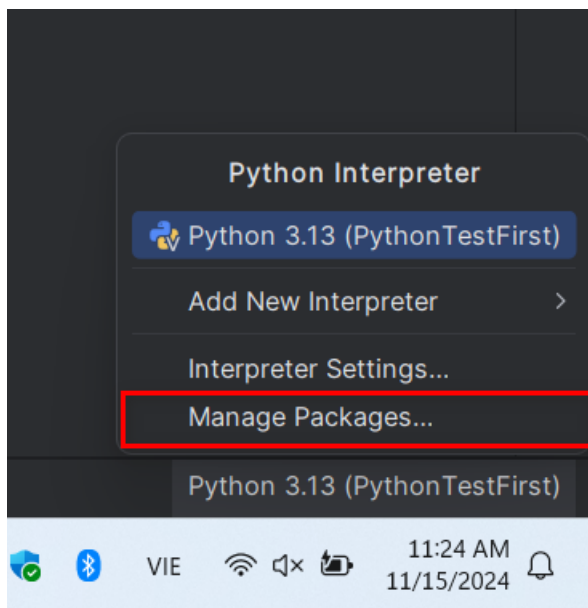 Python Interpreter
Python 3.13 (PythonTestFirst)
Add New Interpreter
Interpreter Settings...
Manage Packages...
Python 3.13 (PythonTestFirst)
VIE
11:24 AM
11/15/2024